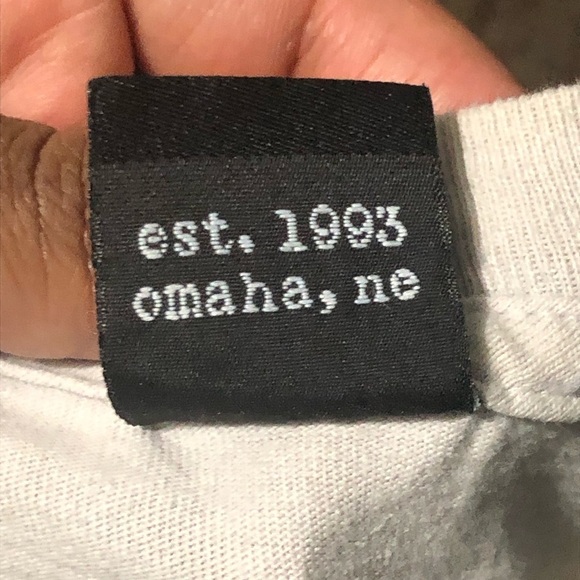 est. 1993
omaha, ne